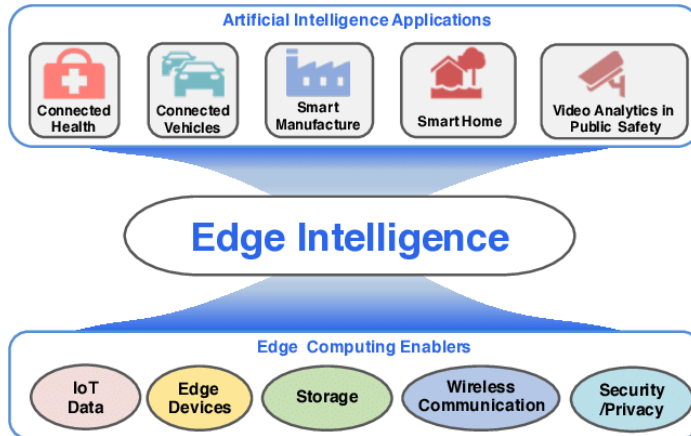 Artificial Intelligence Applications
Connected
Health
Connected
Vehicles
Smart
Manufacture
Smart Home
Video Analytics in
Public Safety
Edge Intelligence
Edge Computing Enablers
IoT
Data
Edge
Devices
Storage
Wireless
Communication
Security
/Privacy